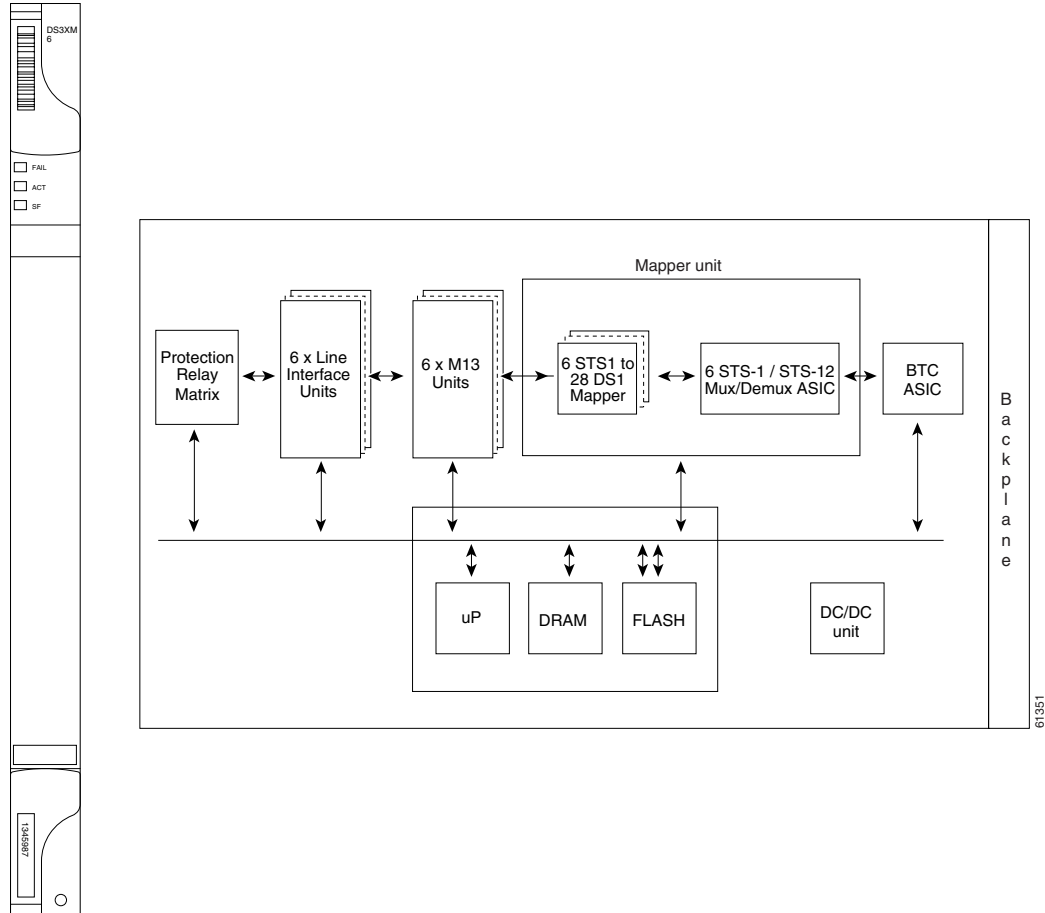 DS3XM
6
FAIL
ACT
SF
Mapper unit
Protection
Relay
Matrix
6 x Line
Interface
Units
6 x M13
Units
6 STS1 to
28 DS1
Mapper
6 STS-1 / STS-12
Mux/Demux ASIC
BTC
ASIC
Backplane
uP
DRAM
FLASH
DC/DC
unit
61351
1345987